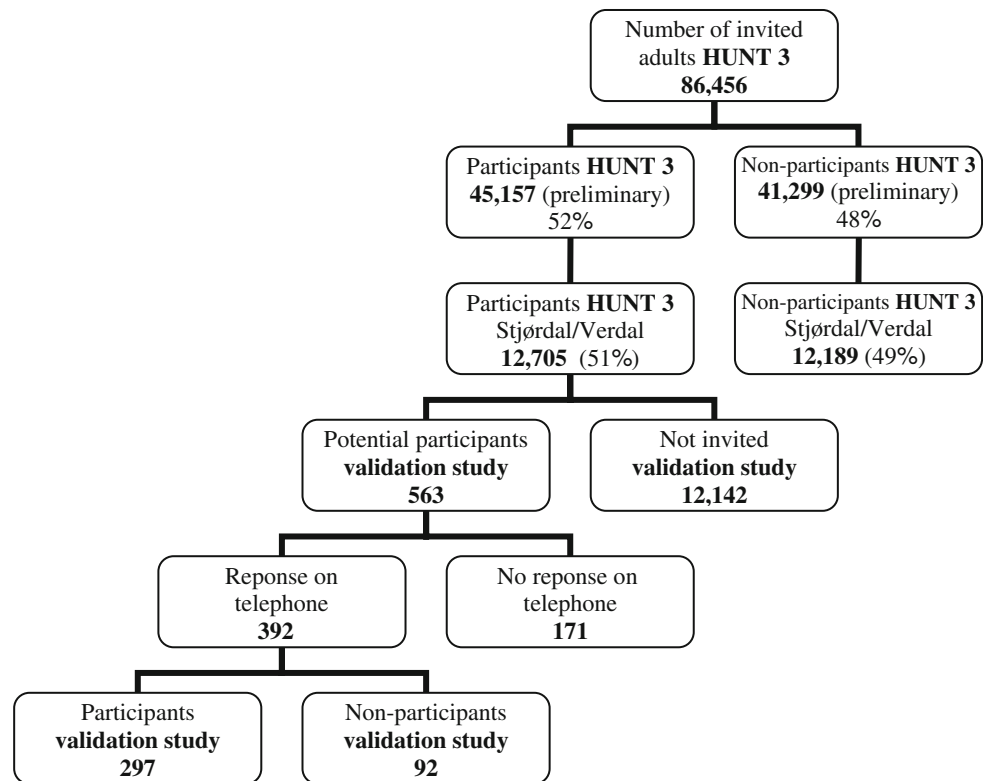 Number of invited
adults HUNT 3
86,456
Participants HUNT 3
45,157 (preliminary)
52%
Non-participants HUNT 3
41,299 (preliminary)
48%
Participants HUNT 3
Stjørdal/Verdal
12,705 (51%)
Non-participants HUNT 3
Stjørdal/Verdal
12,189 (49%)
Potential participants
validation study
563
Not invited
validation study
12,142
Reponse on
telephone
392
No reponse on
telephone
171
Participants
validation study
297
Non-participants
validation study
92